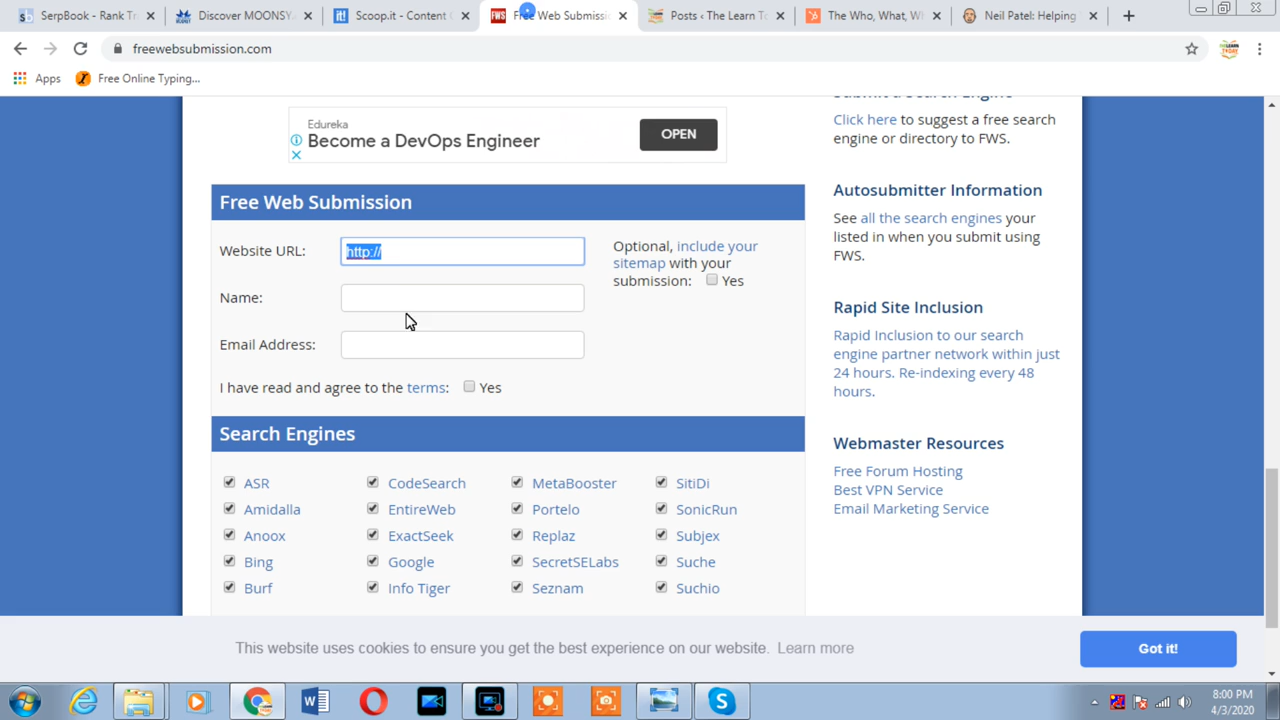 SerpBook - Rank Tr
Discover MOONSY
Scoop.it - Content C
Free Web Submissi
Posts ‹ The Learn To
The Who, What, W
Neil Patel: Helping
freewebsubmission.com
Apps
Free Online Typing...
Edureka
Become a DevOps Engineer
OPEN
Click here to suggest a free search
engine or directory to FWS.
Free Web Submission
Website URL:
http://
Optional, include your
sitemap with your
submission: Yes
Name:
Email Address:
I have read and agree to the terms: Yes
Autosubmitter Information
See all the search engines your
listed in when you submit using
FWS.
Rapid Site Inclusion
Rapid Inclusion to our search
engine partner network within just
24 hours. Re-indexing every 48
hours.
Webmaster Resources
Free Forum Hosting
Best VPN Service
Email Marketing Service
Search Engines
ASR CodeSearch MetaBooster SitiDi
Amidalla EntireWeb Portelo SonicRun
Anoox ExactSeek Replaz Subjex
Bing Google SecretSELabs Suche
Burf Info Tiger Seznam Suchio
This website uses cookies to ensure you get the best experience on our website. Learn more
Got it!
8:00 PM
4/3/2020